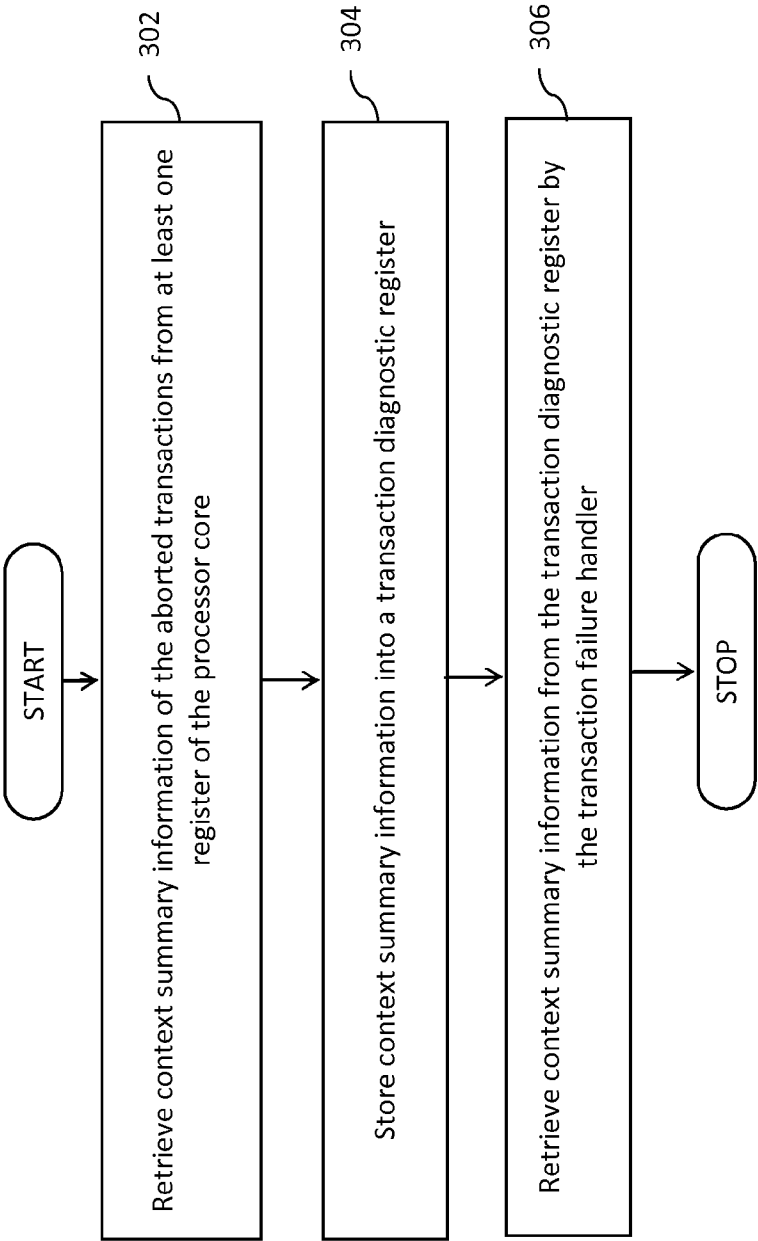 START
Retrieve context summary information of the aborted transactions from at least one
register of the processor core
302
Store context summary information into a transaction diagnostic register
304
Retrieve context summary information from the transaction diagnostic register by
the transaction failure handler
306
STOP